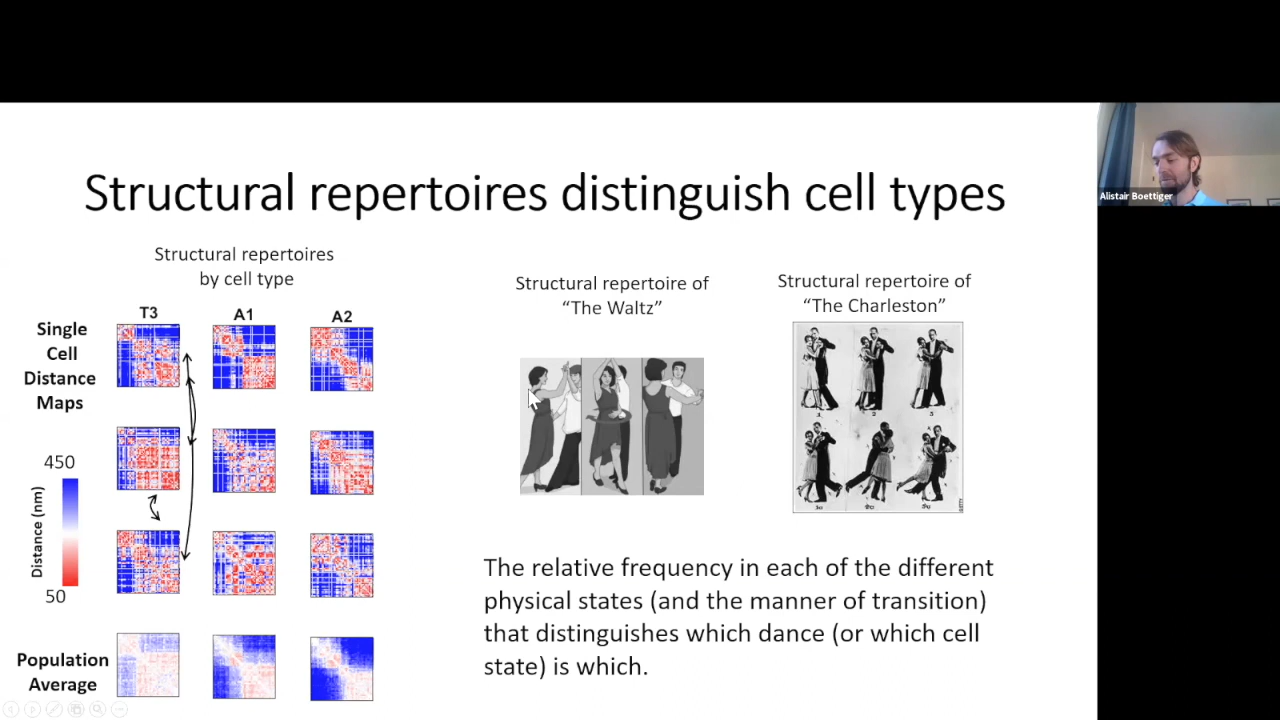 Structural repertoires distinguish cell types
Alistair Boettiger
Structural repertoires
by cell type
T3
A1
A2
Single
Cell
Distance
Maps
450
Distance (nm)
50
Population
Average
Structural repertoire of
“The Waltz”
Structural repertoire of
“The Charleston”
1
2
3
The relative frequency in each of the different
physical states (and the manner of transition)
that distinguishes which dance (or which cell
state) is which.